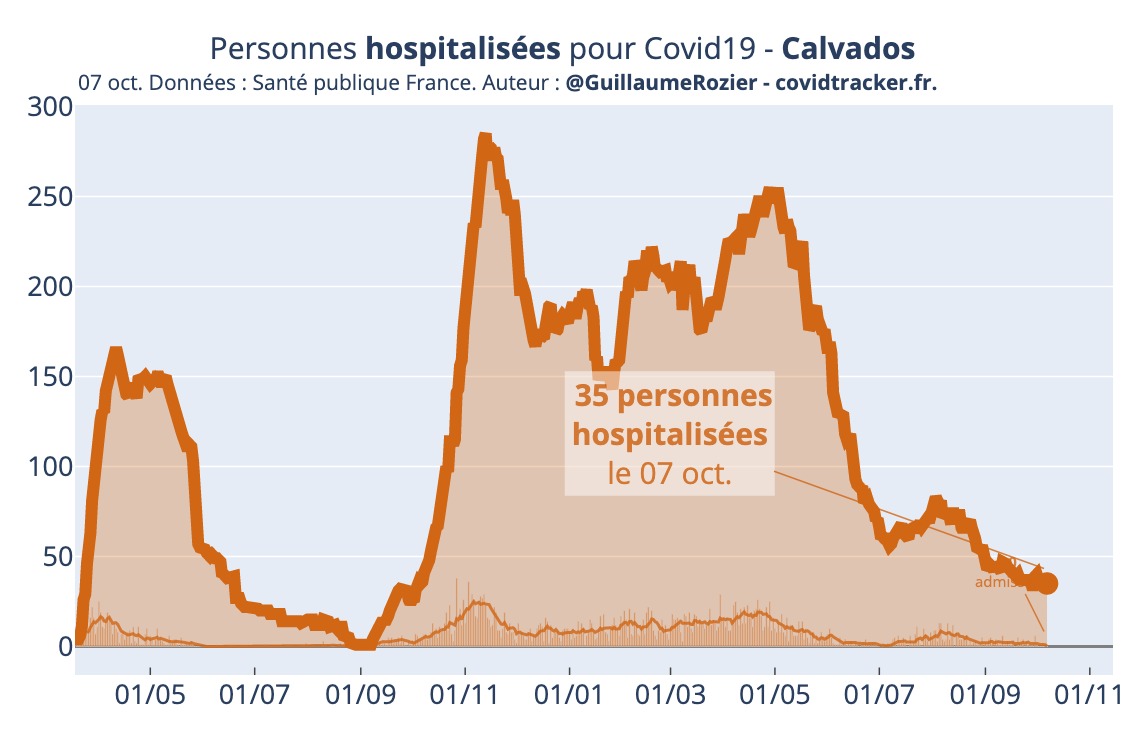 Personnes hospitalisées pour Covid19 - Calvados
07 oct. Données : Santé publique France. Auteur : @GuillaumeRozier - covidtracker.fr.
300
250
200
150
100
50
0
35 personnes
hospitalisées
le 07 oct.
01/05 01/07 01/09 01/11 01/01 01/03 01/05 01/07 01/09 01/11